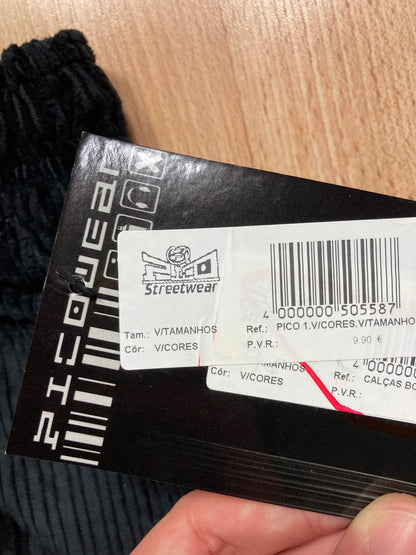 PICOWEAR
Streetwear
4 000000 505587
Tam.: V/TAMANHOS
Ref.: PICO 1.V/CORES.V/TAMANHOS
Côr: V/CORES
P.V.R.: 9.90 €
V/TAMANHOS
Ref.: CALÇAS BO
Côr: V/CORES
P.V.R.: